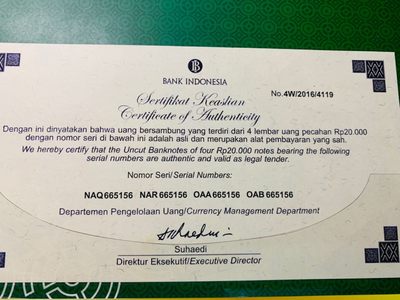 BANK INDONESIA
No.4W/2016/4119
Sertifikat Keaslian
Certificate of Authenticity
Dengan ini dinyatakan bahwa uang bersambung yang terdiri dari 4 lembar uang pecahan Rp20.000
dengan nomor seri di bawah ini adalah asli dan merupakan alat pembayaran yang sah.
We hereby certify that the Uncut Banknotes of four Rp20.000 notes bearing the following
serial numbers are authentic and valid as legal tender.
Nomor Seri/Serial Numbers:
NAQ665156 NAR665156 OAA665156 OAB665156
Departemen Pengelolaan Uang/Currency Management Department
Suhaedi
Direktur Eksekutif/Executive Director